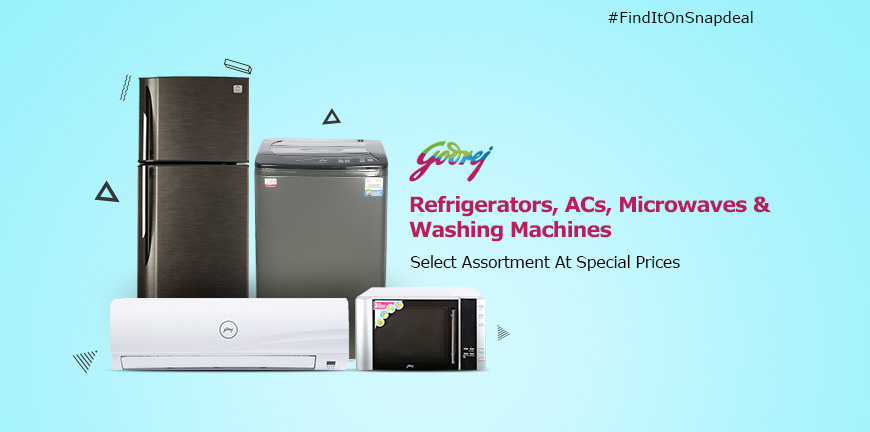 #FindItOnSnapdeal
Godrej
Refrigerators, ACs, Microwaves &
Washing Machines
Select Assortment At Special Prices